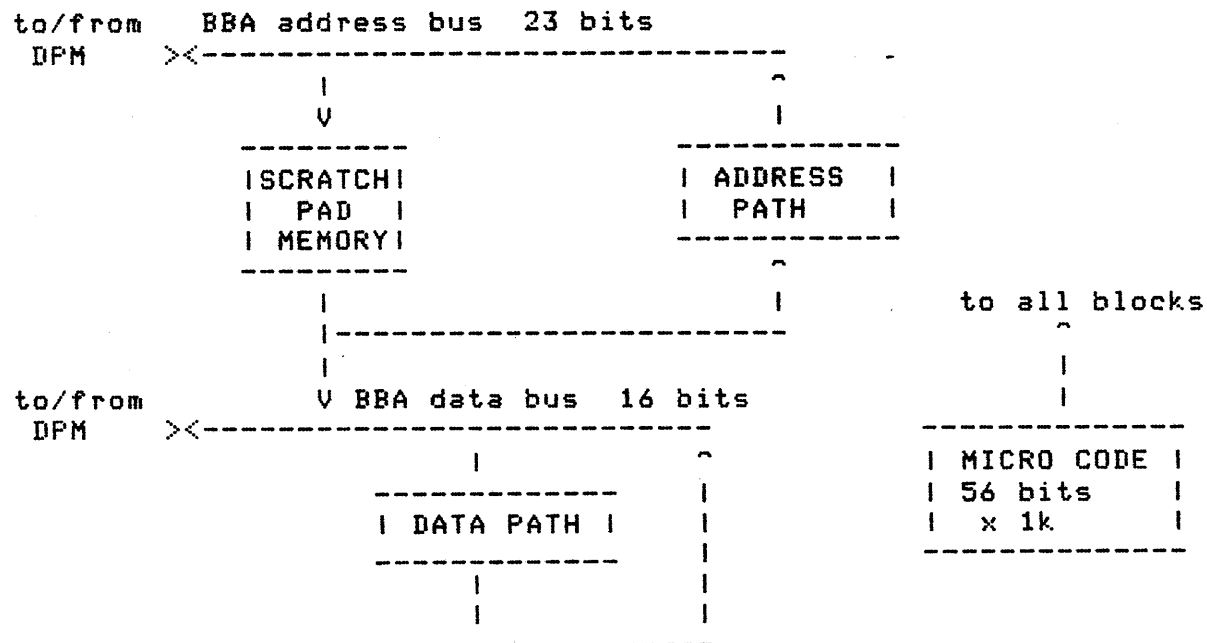 to/from BBA address bus 23 bits
DPM
SCRATCH
PAD
MEMORY
ADDRESS
PATH
to all blocks
to/from BBA data bus 16 bits
DPM
MICRO CODE
56 bits
x 1k
DATA PATH